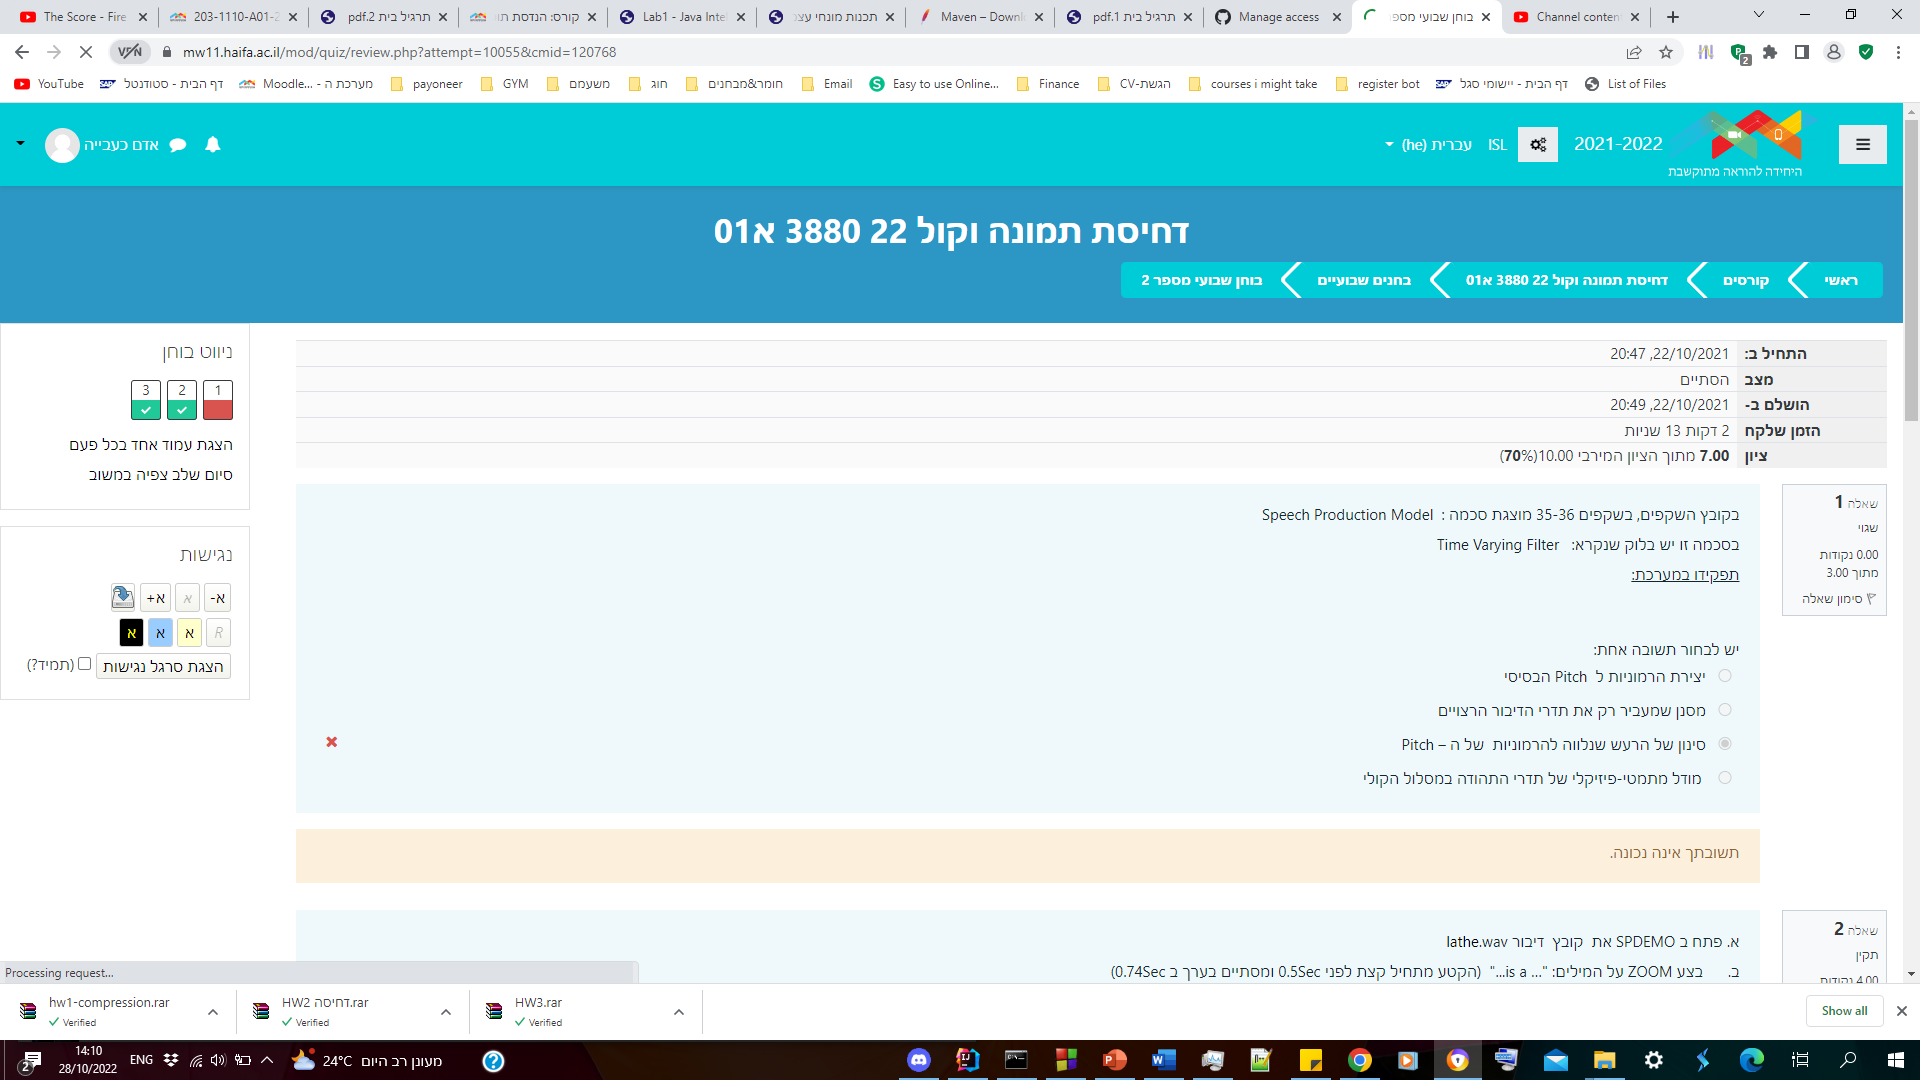 The Score - Fire
203-1110-A01-2
תרגיל בית 2.pdf
קורס: הנדסת תו
Lab1 - Java Inte
תכנות מונחי עצמ
Maven – Downl
תרגיל בית 1.pdf
Manage access
בוחן שבועי מספר
Channel content
mw11.haifa.ac.il/mod/quiz/review.php?attempt=10055&cmid=120768
YouTube
דף הבית - סטודנטל
Moodle... - מערכת ה
payoneer
GYM
משעמם
חוג
חומר&מבחנים
Email
Easy to use Online...
Finance
CV-הגשת
courses i might take
register bot
דף הבית - יישומי סגל
List of Files
אדם כעבייה
עברית (he)
ISL
2021-2022
היחידה להוראה מתוקשבת
דחיסת תמונה וקול 22 3880 א01
ראשי
קורסים
דחיסת תמונה וקול 22 3880 א01
בחנים שבועיים
בוחן שבועי מספר 2
ניווט בוחן
1
2
3
הצגת עמוד אחד בכל פעם
סיום שלב צפיה במשוב
נגישות
א-
א
א+
R
א
א
א
הצגת סרגל נגישות
(תמיד?)
התחיל ב: 22/10/2021, 20:47
מצב הסתיים
הושלם ב- 22/10/2021, 20:49
הזמן שלקח 2 דקות 13 שניות
ציון 7.00 מתוך הציון המירבי 10.00(70%)
שאלה 1
שגוי
0.00 נקודות
מתוך 3.00
סימון שאלה
בקובץ השקפים, בשקפים 35-36 מוצגת סכמה : Speech Production Model
בסכמה זו יש בלוק שנקרא: Time Varying Filter
תפקידו במערכת:
יש לבחור תשובה אחת:
יצירת הרמוניות ל Pitch הבסיסי
מסנן שמעביר רק את תדרי הדיבור הרצויים
סינון של הרעש שנלווה להרמוניות של ה – Pitch
מודל מתמטי-פיזיקלי של תדרי התהודה במסלול הקולי
תשובתך אינה נכונה.
שאלה 2
תקין
4.00 נקודות
א. פתח ב SPDEMO את קובץ דיבור lathe.wav
ב. בצע ZOOM על המילים: "... is a..." (הקטע מתחיל קצת לפני 0.5Sec ומסתיים בערך ב 0.74Sec)
Processing request...
hw1-compression.rar
Verified
HW2 דחיסה.rar
Verified
HW3.rar
Verified
Show all
2
14:10
28/10/2022
ENG
24°C
מעונן רב היום